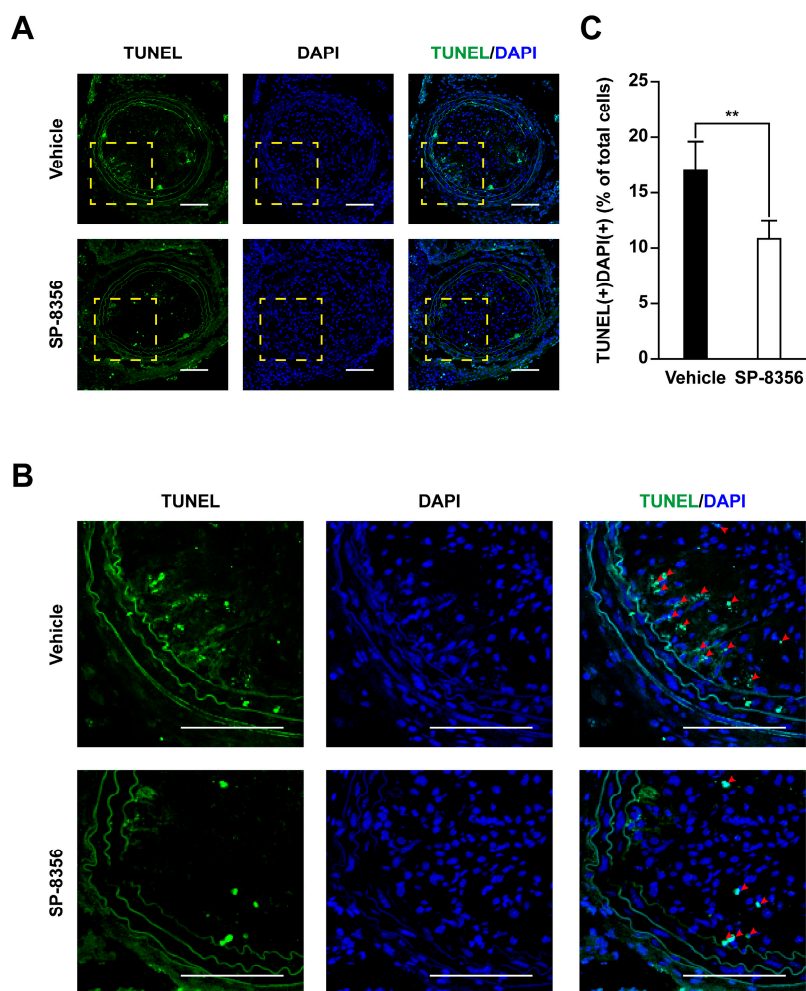 A
TUNEL
DAPI
TUNEL/DAPI
Vehicle
SP-8356
C
TUNEL(+)DAPI(+) (% of total cells)
25
20
15
10
5
0
**
Vehicle
SP-8356
B
TUNEL
DAPI
TUNEL/DAPI
Vehicle
SP-8356